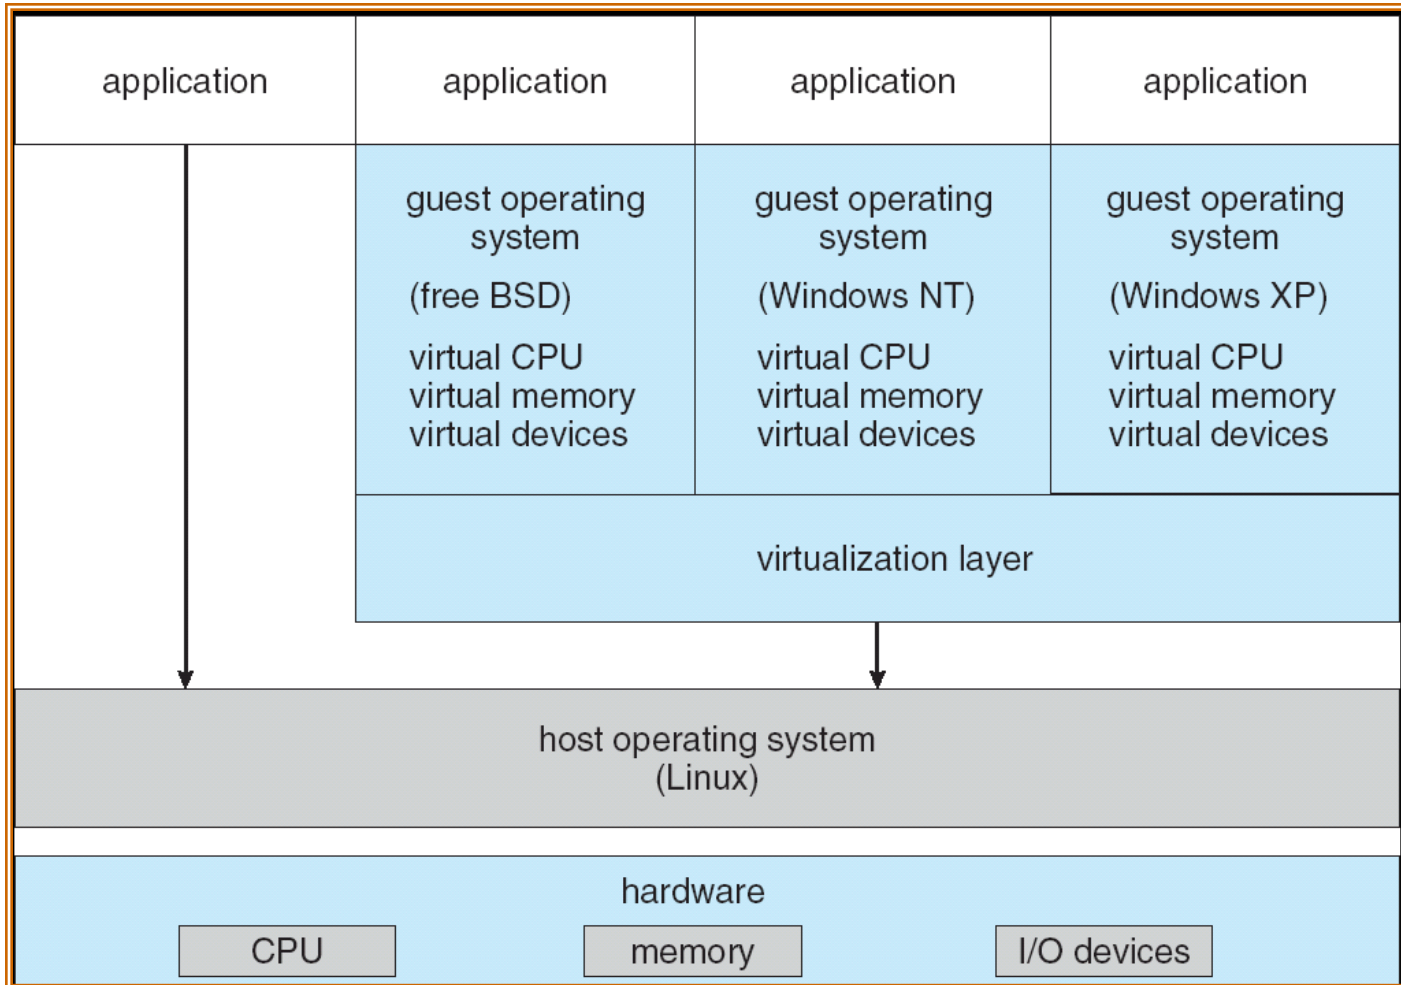 application
application
application
application
guest operating
system
(free BSD)
virtual CPU
virtual memory
virtual devices
guest operating
system
(Windows NT)
virtual CPU
virtual memory
virtual devices
guest operating
system
(Windows XP)
virtual CPU
virtual memory
virtual devices
virtualization layer
host operating system
(Linux)
hardware
CPU
memory
I/O devices